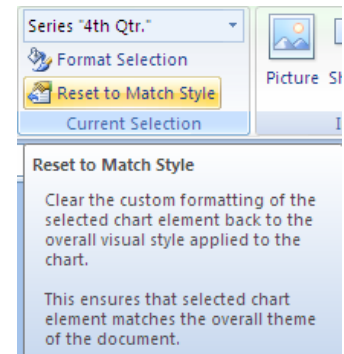 Series "4th Qtr."
Format Selection
Reset to Match Style
Current Selection
Picture
Reset to Match Style
Clear the custom formatting of the
selected chart element back to the
overall visual style applied to the
chart.
This ensures that selected chart
element matches the overall theme
of the document.